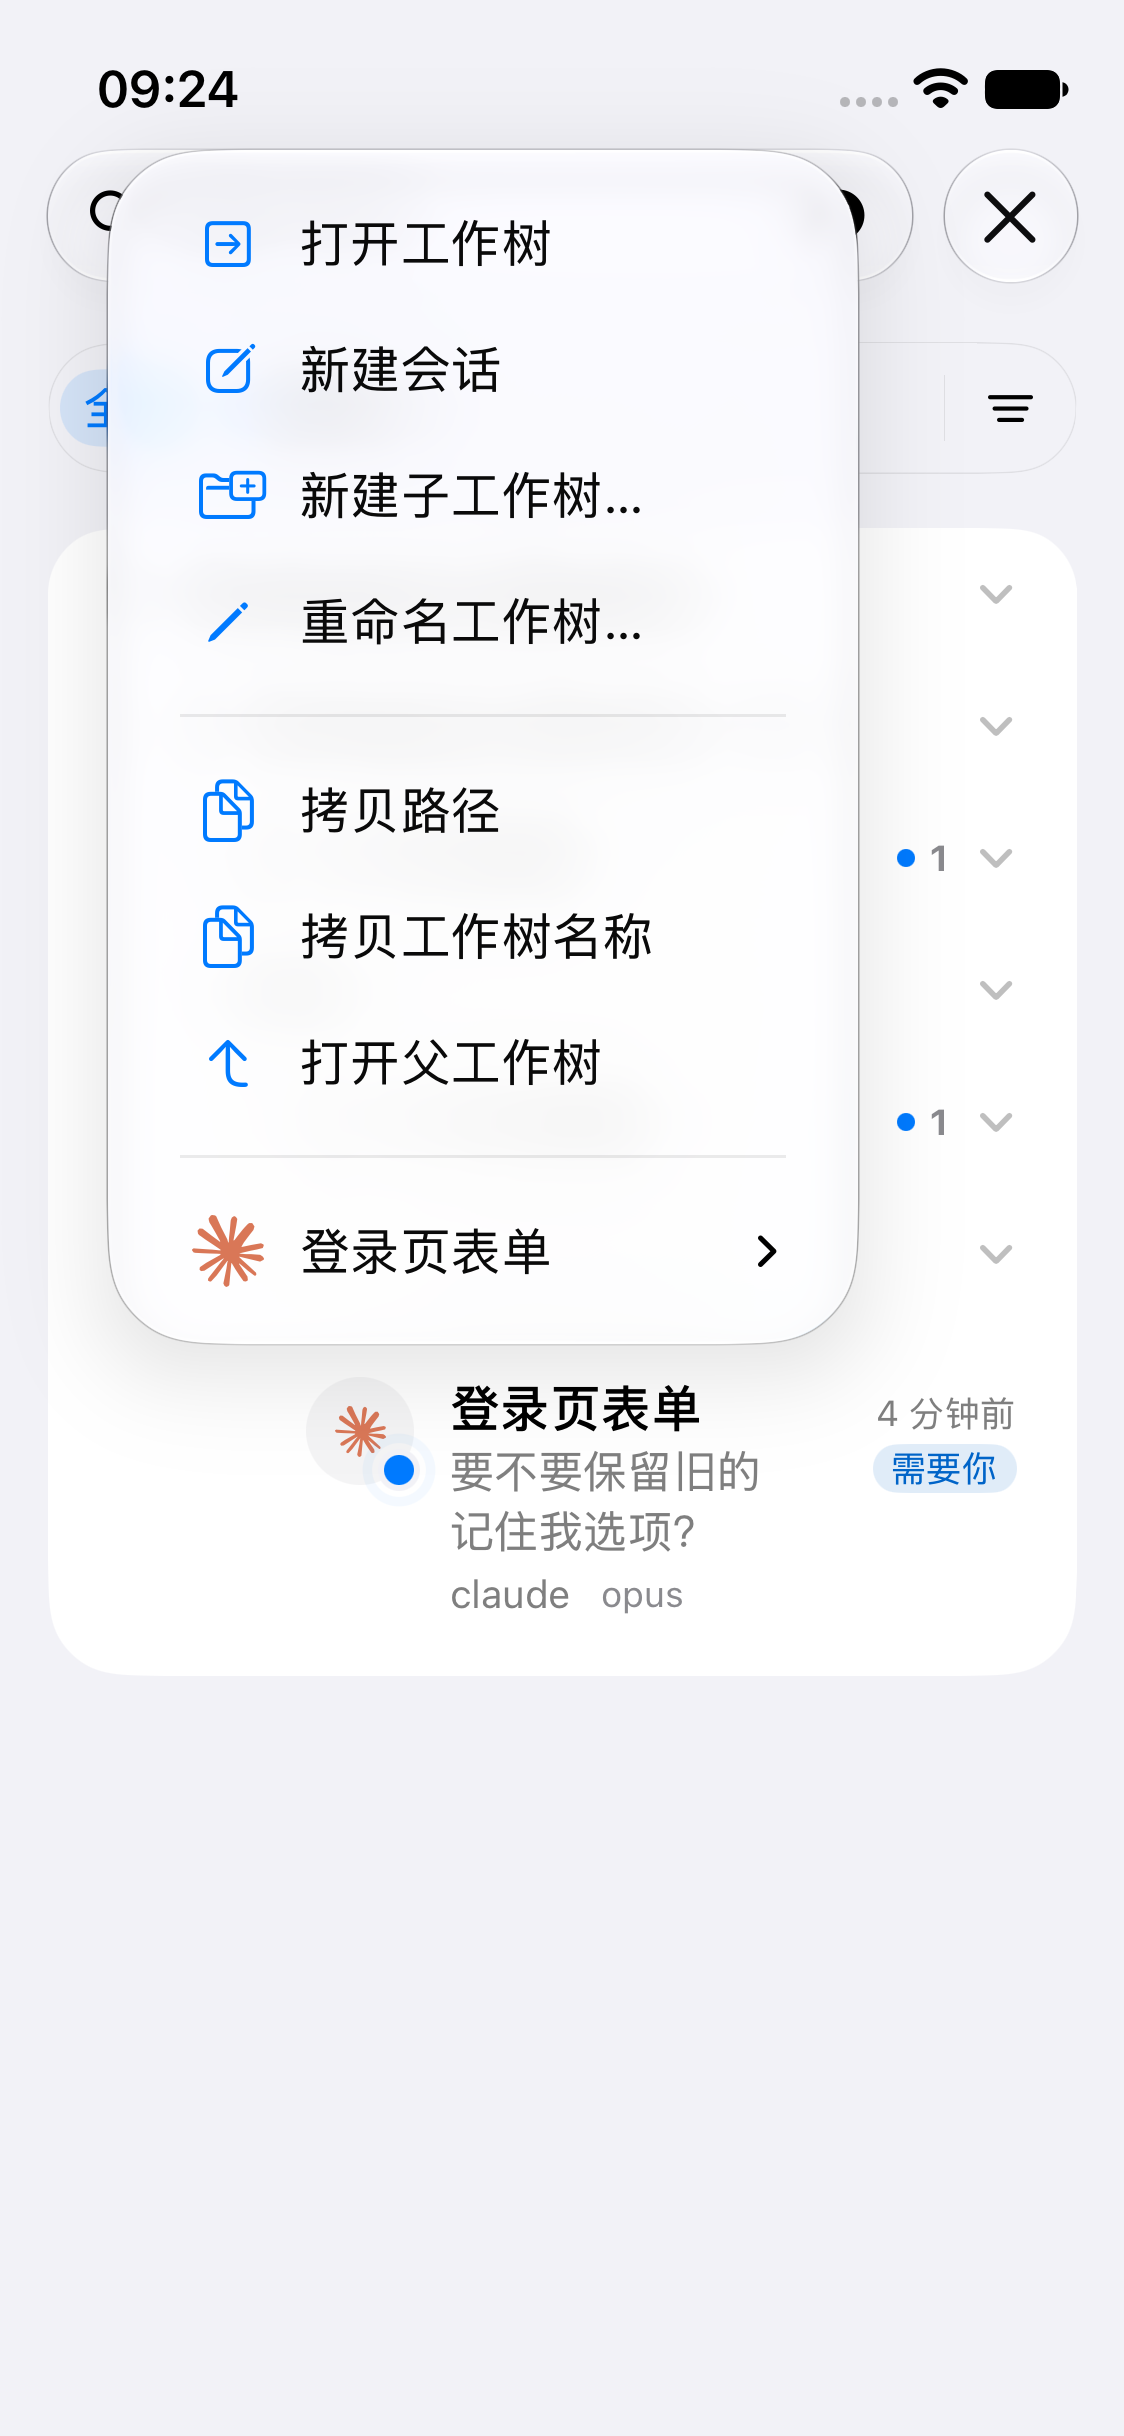 09:24
打开工作树
新建会话
新建子工作树...
重命名工作树...
拷贝路径
拷贝工作树名称
1
打开父工作树
1
登录页表单
登录页表单
4 分钟前
要不要保留旧的
需要你
记住我选项?
claude opus